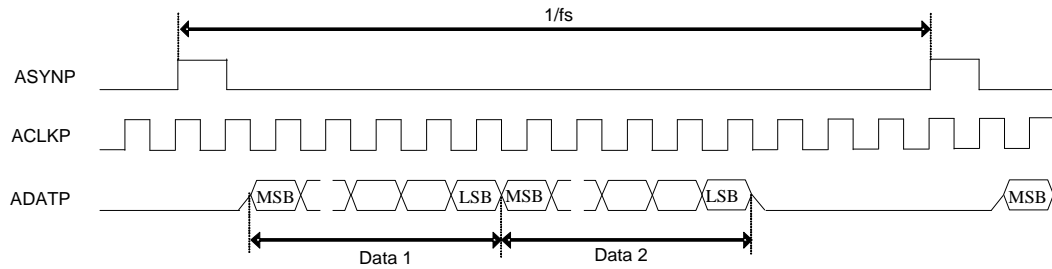 1/fs
ASYNP
ACLKP
ADATP
MSB LSB MSB LSB MSB
Data 1 Data 2